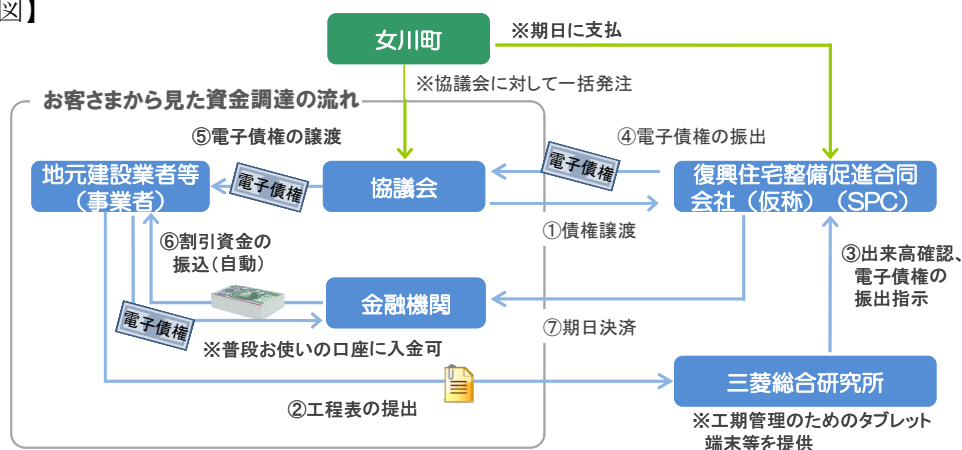 図】
女川町
※期日に支払
※協議会に対して一括発注
お客さまから見た資金調達の流れ
⑤電子債権の譲渡
④電子債権の振出
電子債権
電子債権
地元建設業者等
（事業者）
協議会
復興住宅整備促進合同
会社（仮称）（SPC）
①債権譲渡
⑥割引資金の
振込（自動）
③出来高確認、
電子債権の
振出指示
金融機関
電子債権
⑦期日決済
※普段お使いの口座に入金可
三菱総合研究所
②工程表の提出
※工期管理のためのタブレット
端末等を提供